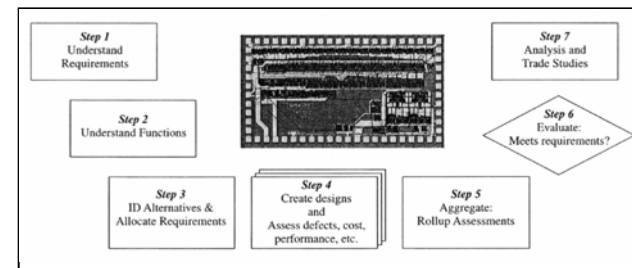 Step 1
Understand
Requirements
Step 2
Understand Functions
Step 3
ID Alternatives &
Allocate Requirements
Step 4
Create designs
and
Assess defects, cost,
performance, etc.
Step 5
Aggregate:
Rollup Assessments
Step 6
Evaluate:
Meets requirements?
Step 7
Analysis and
Trade Studies